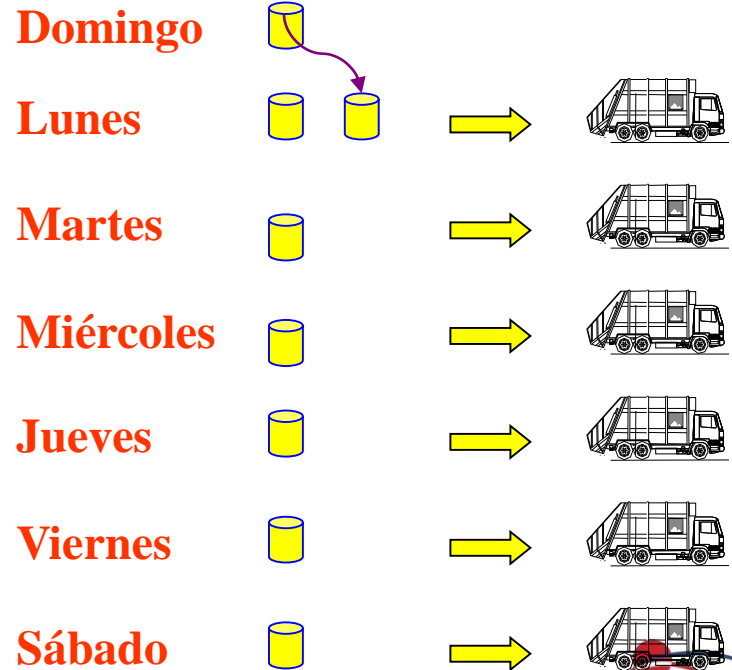 Domingo
Lunes
Martes
Miércoles
Jueves
Viernes
Sábado